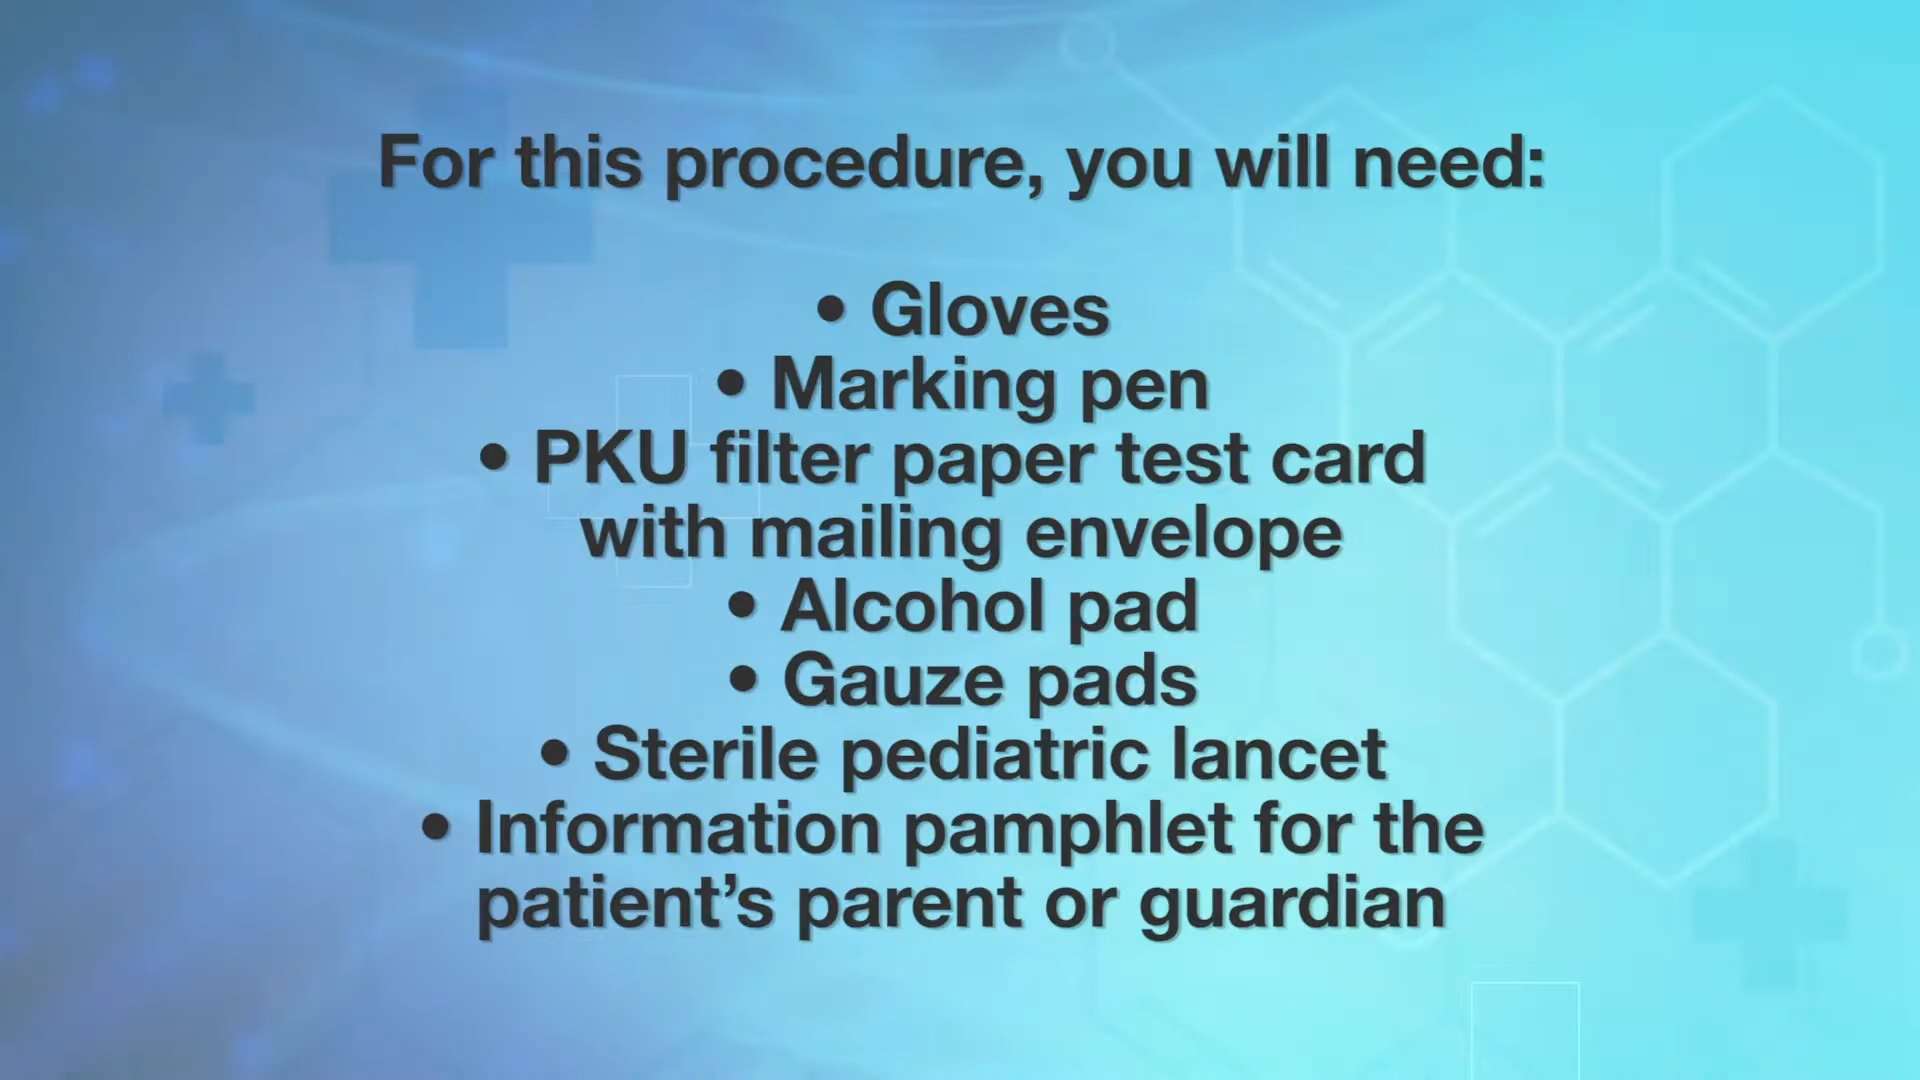 For this procedure, you will need:
• Gloves
• Marking pen
• PKU filter paper test card
with mailing envelope
• Alcohol pad
• Gauze pads
• Sterile pediatric lancet
• Information pamphlet for the
patient’s parent or guardian